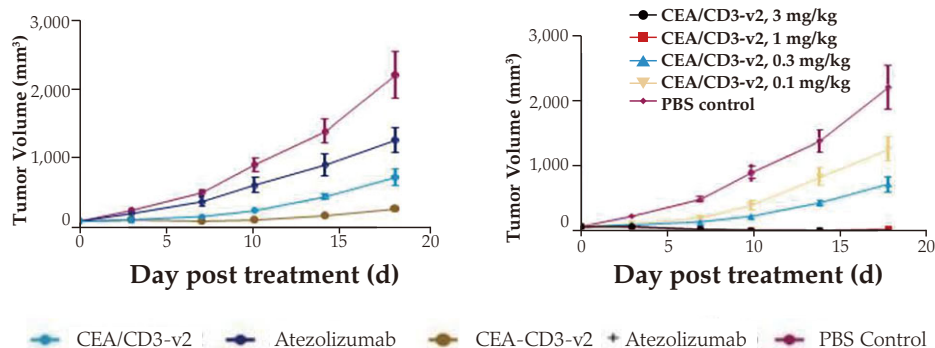 3,000
2,000
1,000
0
Tumor Volume (mm³)
0 5 10 15 20
Day post treatment (d)
CEA/CD3-v2, 3 mg/kg
CEA/CD3-v2, 1 mg/kg
CEA/CD3-v2, 0.3 mg/kg
CEA/CD3-v2, 0.1 mg/kg
PBS control
3,000
2,000
1,000
0
Tumor Volume (mm³)
0 5 10 15 20
Day post treatment (d)
CEA/CD3-v2 Atezolizumab CEA-CD3-v2 + Atezolizumab PBS Control